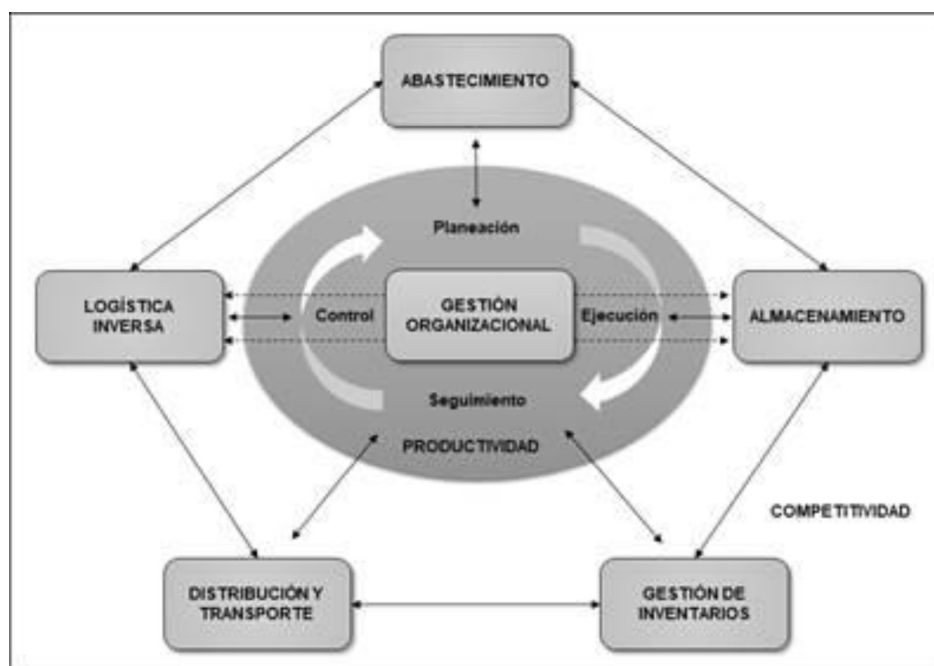 ABASTECIMIENTO
Planeación
LOGÍSTICA
INVERSA
Control
GESTIÓN
ORGANIZACIONAL
Ejecución
ALMACENAMIENTO
Seguimiento
PRODUCTIVIDAD
COMPETITIVIDAD
DISTRIBUCIÓN Y
TRANSPORTE
GESTIÓN DE
INVENTARIOS